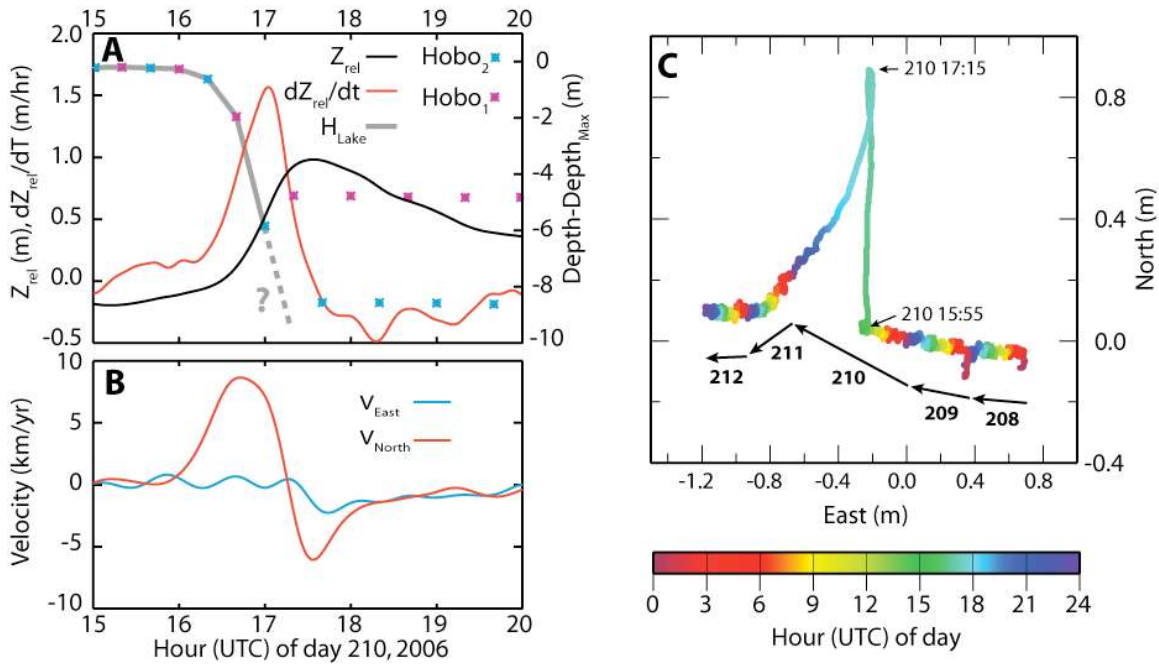 15 16 17 18 19 20
A
2.0
1.5
1.0
0.5
0.0
-0.5
Z_rel (m), dZ_rel/dT (m/hr)
Z_rel
dZ_rel/dt
H_Lake
Hobo_2
Hobo_1
?
0
-2
-4
-6
-8
-10
Depth-Depth_Max (m)
B
10
5
0
-5
-10
Velocity (km/yr)
V_East
V_North
15 16 17 18 19 20
Hour (UTC) of day 210, 2006
C
210 17:15
210 15:55
212
211
210
209
208
0.8
0.4
0.0
-0.4
North (m)
-1.2 -0.8 -0.4 0.0 0.4 0.8
East (m)
0 3 6 9 12 15 18 21 24
Hour (UTC) of day